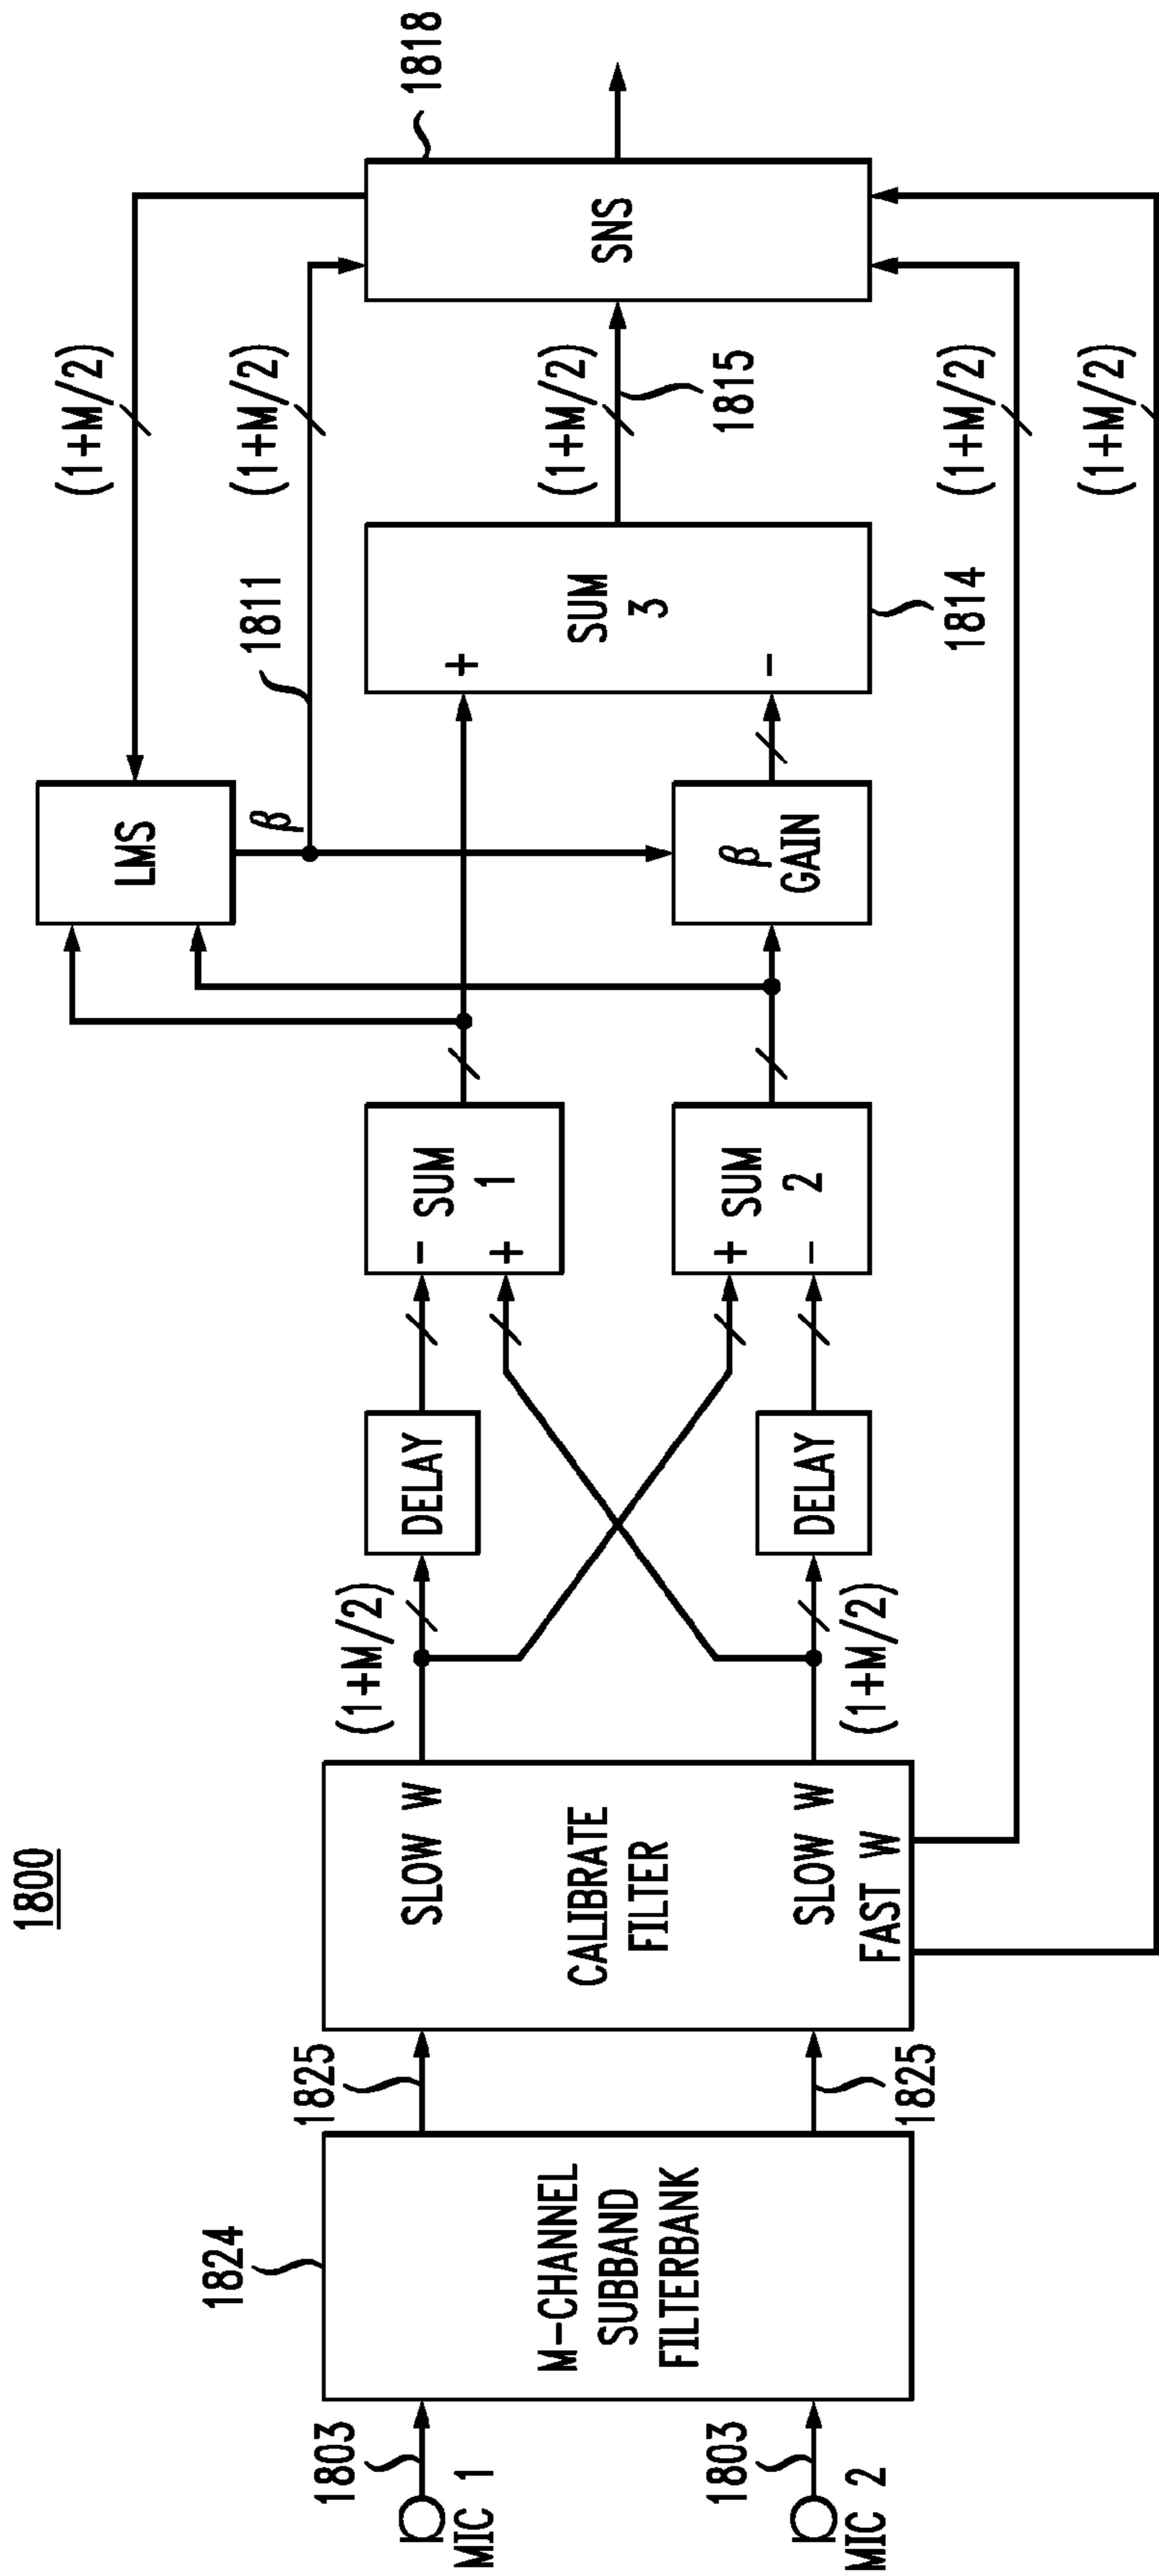 1800
1803
MIC 1
1803
MIC 2
1824
M-CHANNEL
SUBBAND
FILTERBANK
1825
1825
SLOW W
CALIBRATE
FILTER
SLOW W
FAST W
(1+M/2)
(1+M/2)
DELAY
DELAY
-
SUM
1
+
+
SUM
2
-
LMS
β
1811
β
GAIN
+
SUM
3
-
1814
(1+M/2)
(1+M/2)
(1+M/2)
1815
(1+M/2)
(1+M/2)
SNS
1818